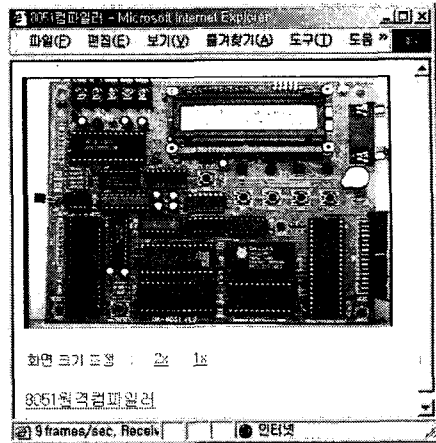 8051컴파일러 - Microsoft Internet Explorer
파일(F) 편집(E) 보기(V) 즐겨찾기(A) 도구(T) 도움 »
화면 크기 조정 : 2x 1x
8051원격컴파일러
9 frames/sec, Receiv 인터넷